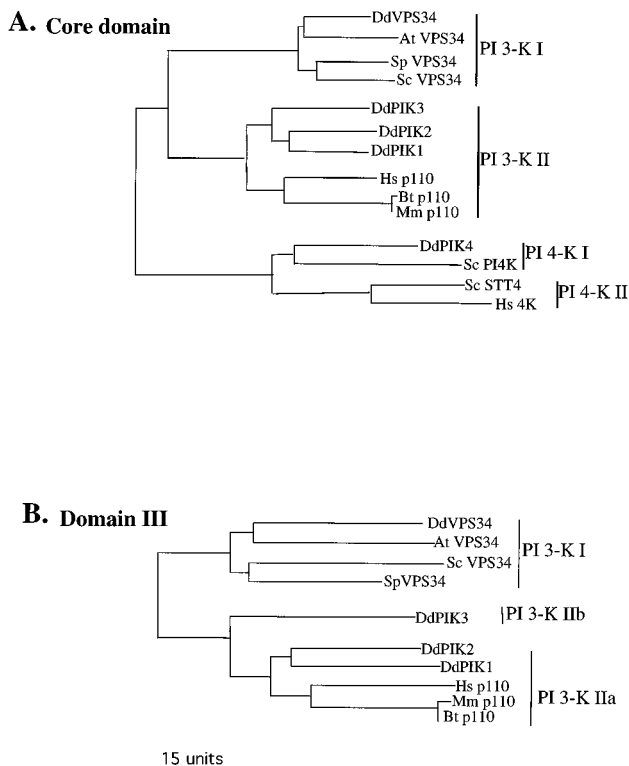 A. Core domain
DdVPS34
At VPS34
Sp VPS34
Sc VPS34
PI 3-K I
DdPIK3
DdPIK2
DdPIK1
Hs p110
Bt p110
Mm p110
PI 3-K II
DdPIK4
Sc PI4K
PI 4-K I
Sc STT4
Hs 4K
PI 4-K II
B. Domain III
DdVPS34
At VPS34
Sc VPS34
SpVPS34
PI 3-K I
DdPIK3
PI 3-K IIb
DdPIK2
DdPIK1
Hs p110
Mm p110
Bt p110
PI 3-K IIa
15 units